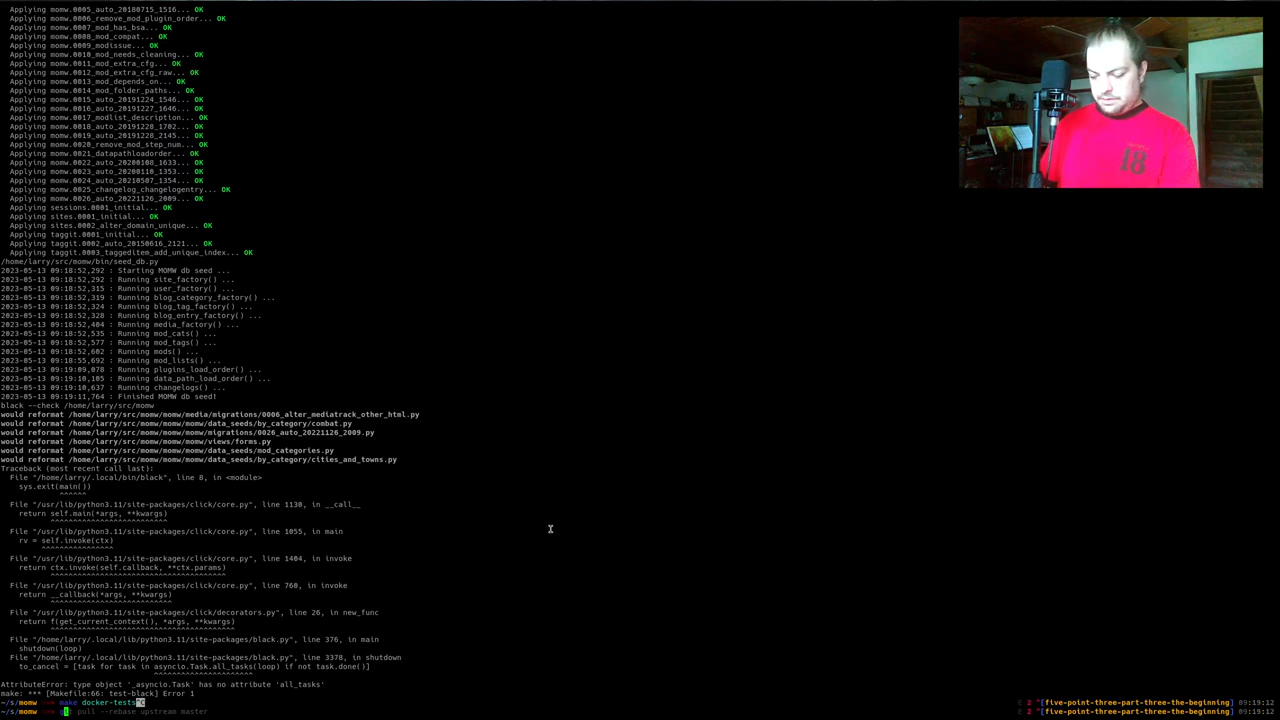 Applying momw.0005_auto_20180715_1516... OK
Applying momw.0006_remove_mod_plugin_order... OK
Applying momw.0007_mod_has_bsa... OK
Applying momw.0008_mod_compat... OK
Applying momw.0009_modissue... OK
Applying momw.0010_mod_needs_cleaning... OK
Applying momw.0011_mod_extra_cfg... OK
Applying momw.0012_mod_extra_cfg_raw... OK
Applying momw.0013_mod_depends_on... OK
Applying momw.0014_mod_folder_paths... OK
Applying momw.0015_auto_20191224_1546... OK
Applying momw.0016_auto_20191227_1646... OK
Applying momw.0017_modlist_description... OK
Applying momw.0018_auto_20191228_1702... OK
Applying momw.0019_auto_20191228_2145... OK
Applying momw.0020_remove_mod_step_num... OK
Applying momw.0021_datapathloadorder... OK
Applying momw.0022_auto_20200108_1633... OK
Applying momw.0023_auto_20200110_1353... OK
Applying momw.0024_auto_20210507_1354... OK
Applying momw.0025_changelog_changelogentry... OK
Applying momw.0026_auto_20221126_2009... OK
Applying sessions.0001_initial... OK
Applying sites.0001_initial... OK
Applying sites.0002_alter_domain_unique... OK
Applying taggit.0001_initial... OK
Applying taggit.0002_auto_20150616_2121... OK
Applying taggit.0003_taggeditem_add_unique_index... OK
/home/larry/src/momw/bin/seed_db.py
2023-05-13 09:18:52,292 : Starting MOMW db seed ...
2023-05-13 09:18:52,292 : Running site_factory() ...
2023-05-13 09:18:52,315 : Running user_factory() ...
2023-05-13 09:18:52,319 : Running blog_category_factory() ...
2023-05-13 09:18:52,324 : Running blog_tag_factory() ...
2023-05-13 09:18:52,328 : Running blog_entry_factory() ...
2023-05-13 09:18:52,404 : Running media_factory() ...
2023-05-13 09:18:52,535 : Running mod_cats() ...
2023-05-13 09:18:52,577 : Running mod_tags() ...
2023-05-13 09:18:52,602 : Running mods() ...
2023-05-13 09:18:55,692 : Running mod_lists() ...
2023-05-13 09:19:09,078 : Running plugins_load_order() ...
2023-05-13 09:19:10,105 : Running data_path_load_order() ...
2023-05-13 09:19:10,637 : Running changelogs() ...
2023-05-13 09:19:11,764 : Finished MOMW db seed!
black --check /home/larry/src/momw
would reformat /home/larry/src/momw/momw/media/migrations/0006_alter_mediatrack_other_html.py
would reformat /home/larry/src/momw/momw/momw/data_seeds/by_category/combat.py
would reformat /home/larry/src/momw/momw/momw/migrations/0026_auto_20221126_2009.py
would reformat /home/larry/src/momw/momw/momw/views/forms.py
would reformat /home/larry/src/momw/momw/momw/data_seeds/mod_categories.py
would reformat /home/larry/src/momw/momw/momw/data_seeds/by_category/cities_and_towns.py
Traceback (most recent call last):
File "/home/larry/.local/bin/black", line 8, in <module>
sys.exit(main())
^^^^^^
File "/usr/lib/python3.11/site-packages/click/core.py", line 1130, in __call__
return self.main(*args, **kwargs)
^^^^^^^^^^^^^^^^^^^^^^^^^^
File "/usr/lib/python3.11/site-packages/click/core.py", line 1055, in main
rv = self.invoke(ctx)
^^^^^^^^^^^^^^^^
File "/usr/lib/python3.11/site-packages/click/core.py", line 1404, in invoke
return ctx.invoke(self.callback, **ctx.params)
^^^^^^^^^^^^^^^^^^^^^^^^^^^^^^^^^^^^^^^
File "/usr/lib/python3.11/site-packages/click/core.py", line 760, in invoke
return __callback(*args, **kwargs)
^^^^^^^^^^^^^^^^^^^^^^^^^^^
File "/usr/lib/python3.11/site-packages/click/decorators.py", line 26, in new_func
return f(get_current_context(), *args, **kwargs)
^^^^^^^^^^^^^^^^^^^^^^^^^^^^^^^^^^^^^^^^^
File "/home/larry/.local/lib/python3.11/site-packages/black.py", line 376, in main
shutdown(loop)
File "/home/larry/.local/lib/python3.11/site-packages/black.py", line 3378, in shutdown
to_cancel = [task for task in asyncio.Task.all_tasks(loop) if not task.done()]
^^^^^^^^^^^^^^^^^^^^^^
AttributeError: type object '_asyncio.Task' has no attribute 'all_tasks'
make: *** [Makefile:66: test-black] Error 1
~/s/momw make docker-tests^C 2 [five-point-three-part-three-the-beginning] 09:19:12
~/s/momw git pull --rebase upstream master 2 [five-point-three-part-three-the-beginning] 09:19:12
18